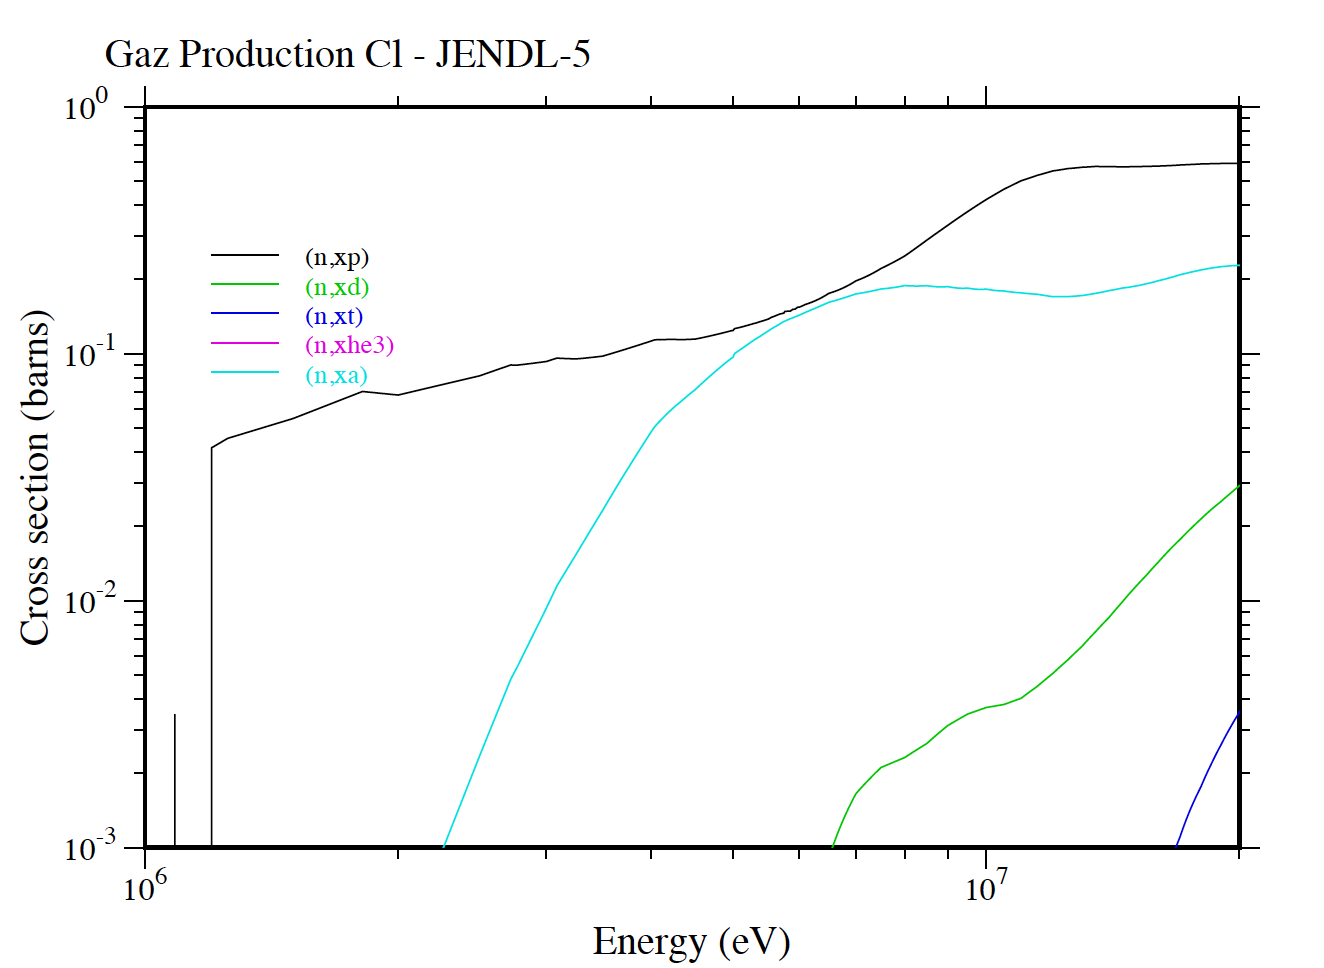 Gaz Production Cl - JENDL-5
10^0
(n,xp)
(n,xd)
(n,xt)
(n,xhe3)
(n,xa)
10^-1
10^-2
10^-3
Cross section (barns)
10^6
10^7
Energy (eV)